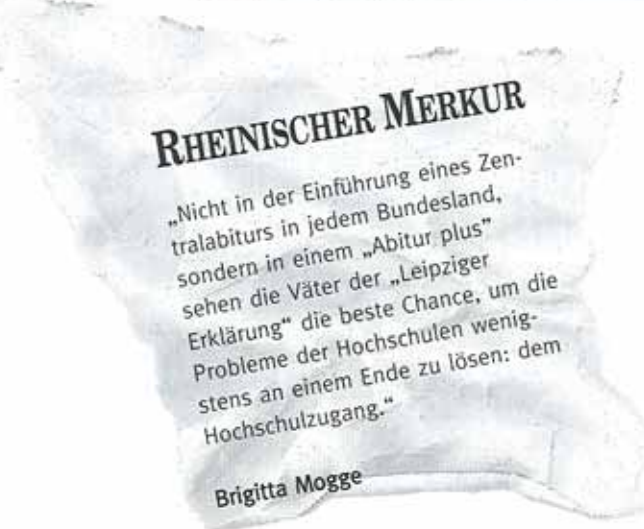 RHEINISCHER MERKUR
„Nicht in der Einführung eines Zen-
tralabiturs in jedem Bundesland,
sondern in einem „Abitur plus”
sehen die Väter der „Leipziger
Erklärung“ die beste Chance, um die
Probleme der Hochschulen wenig-
stens an einem Ende zu lösen: dem
Hochschulzugang.“
Brigitta Mogge